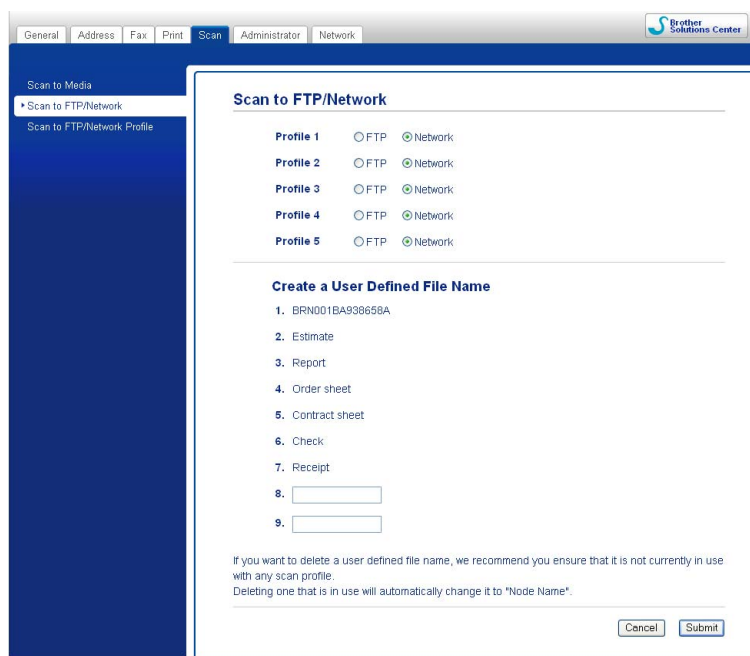 General Address Fax Print Scan Administrator Network
Brother
Solutions Center
Scan to Media
Scan to FTP/Network
Scan to FTP/Network Profile
Scan to FTP/Network
Profile 1 FTP Network
Profile 2 FTP Network
Profile 3 FTP Network
Profile 4 FTP Network
Profile 5 FTP Network
Create a User Defined File Name
1. BRN001BA938658A
2. Estimate
3. Report
4. Order sheet
5. Contract sheet
6. Check
7. Receipt
8.
9.
If you want to delete a user defined file name, we recommend you ensure that it is not currently in use
with any scan profile.
Deleting one that is in use will automatically change it to "Node Name".
Cancel Submit